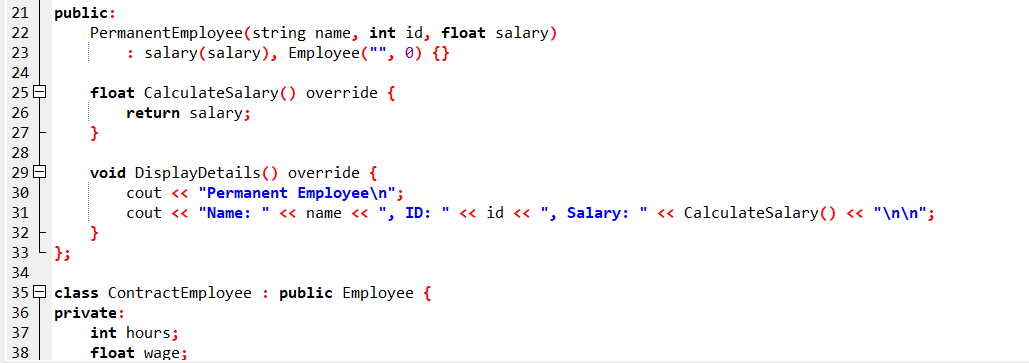 21 public:
22 PermanentEmployee(string name, int id, float salary)
23 : salary(salary), Employee("", 0) {}
24
25 float CalculateSalary() override {
26 return salary;
27 }
28
29 void DisplayDetails() override {
30 cout << "Permanent Employee\n";
31 cout << "Name: " << name << ", ID: " << id << ", Salary: " << CalculateSalary() << "\n\n";
32 }
33 };
34
35 class ContractEmployee : public Employee {
36 private:
37 int hours;
38 float wage;